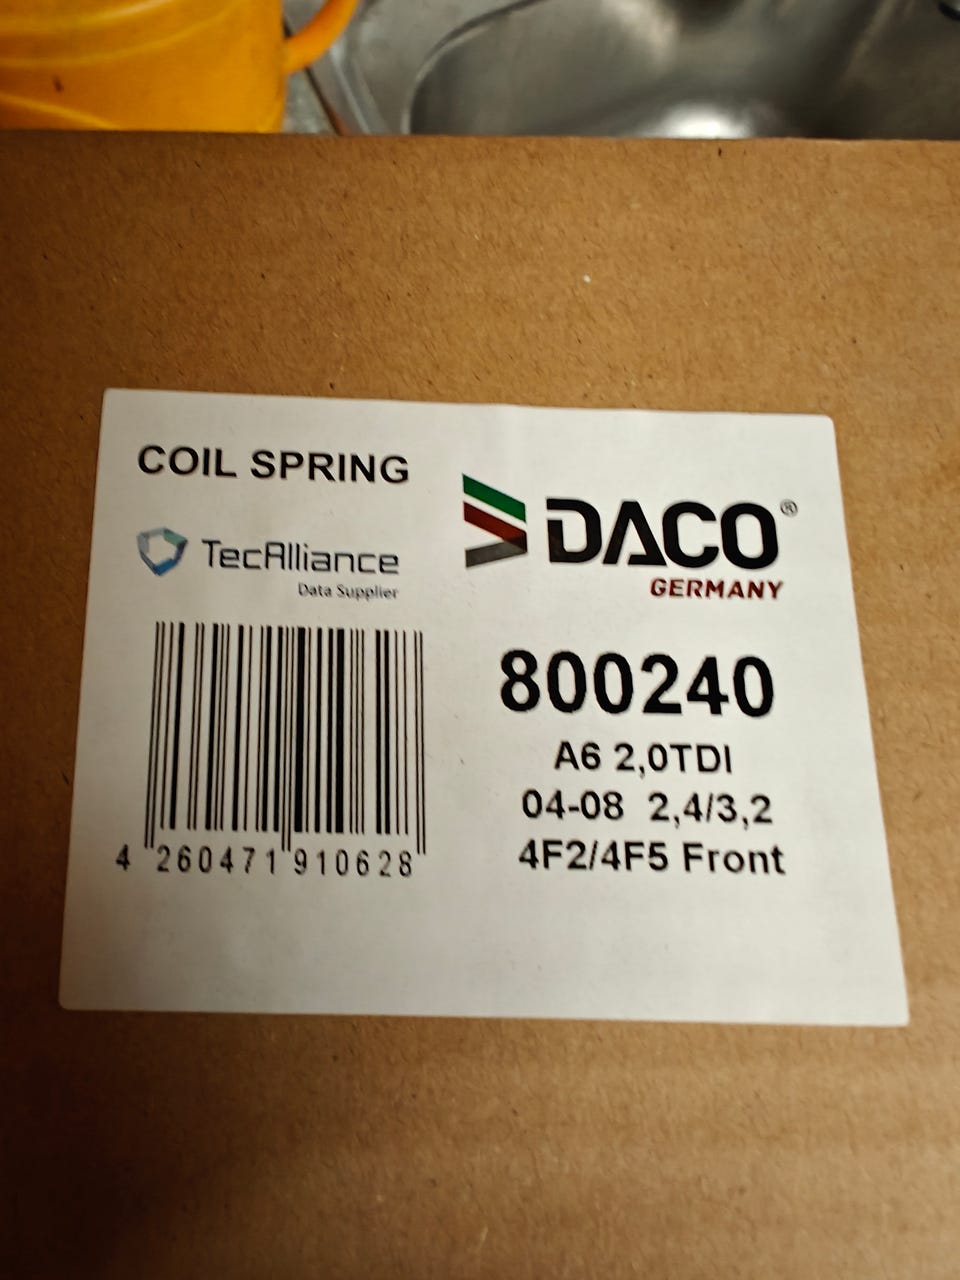 COIL SPRING
TecAlliance
Data Supplier
DACO®
GERMANY
800240
A6 2,0TDI
04-08 2,4/3,2
4F2/4F5 Front
4 260471 910628